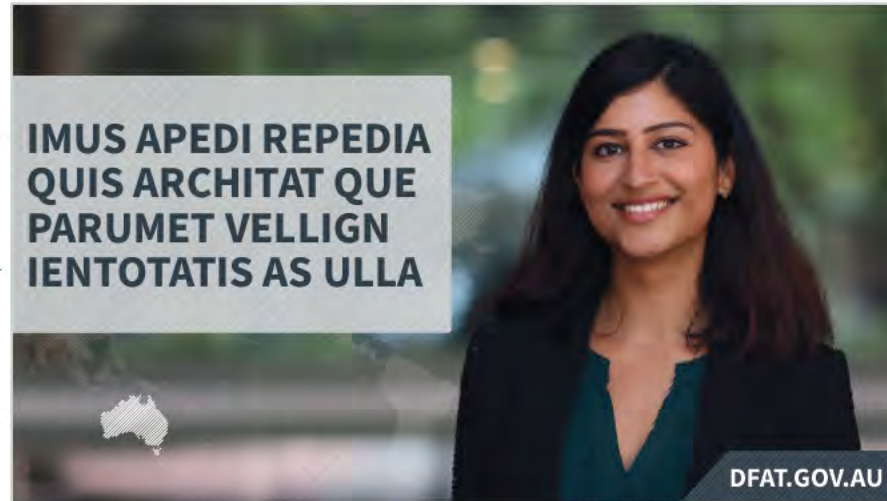 IMUS APEDI REPEDIA
QUIS ARCHITAT QUE
PARUMET VELLIGN
IENTOTATIS AS ULLA
DFAT.GOV.AU